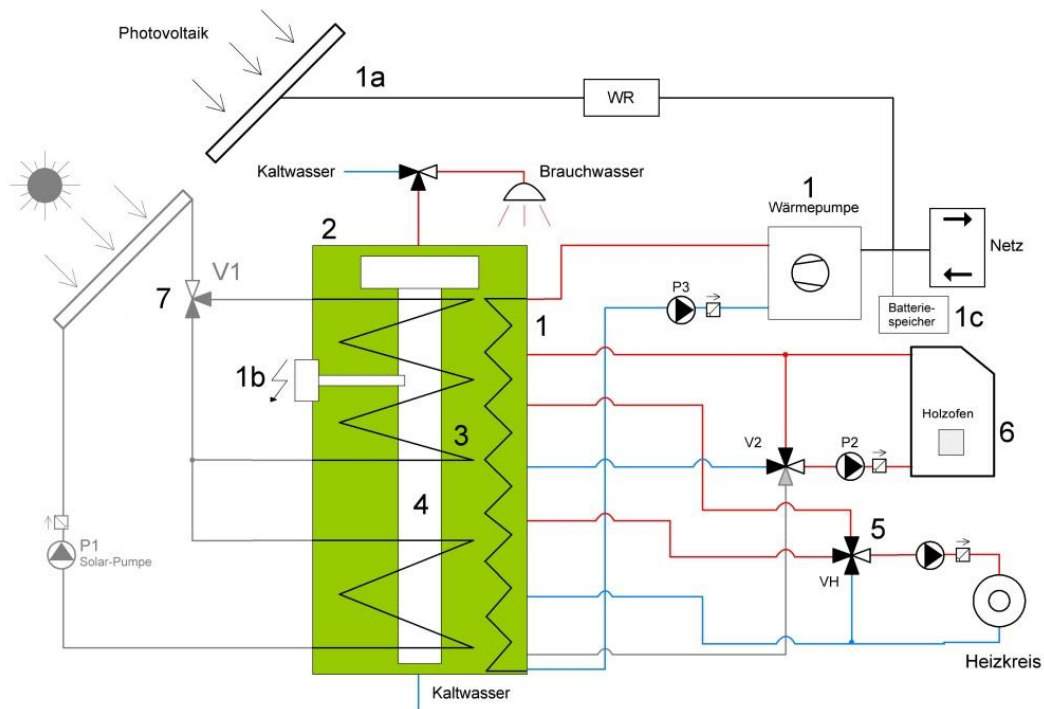 Photovoltaik
1a
WR
Kaltwasser
Brauchwasser
1
Wärmepumpe
2
Netz
V1
7
P3
Batterie-
speicher
1c
1
1b
Holzofen
6
3
V2
P2
4
5
P1
Solar-Pumpe
VH
Heizkreis
Kaltwasser